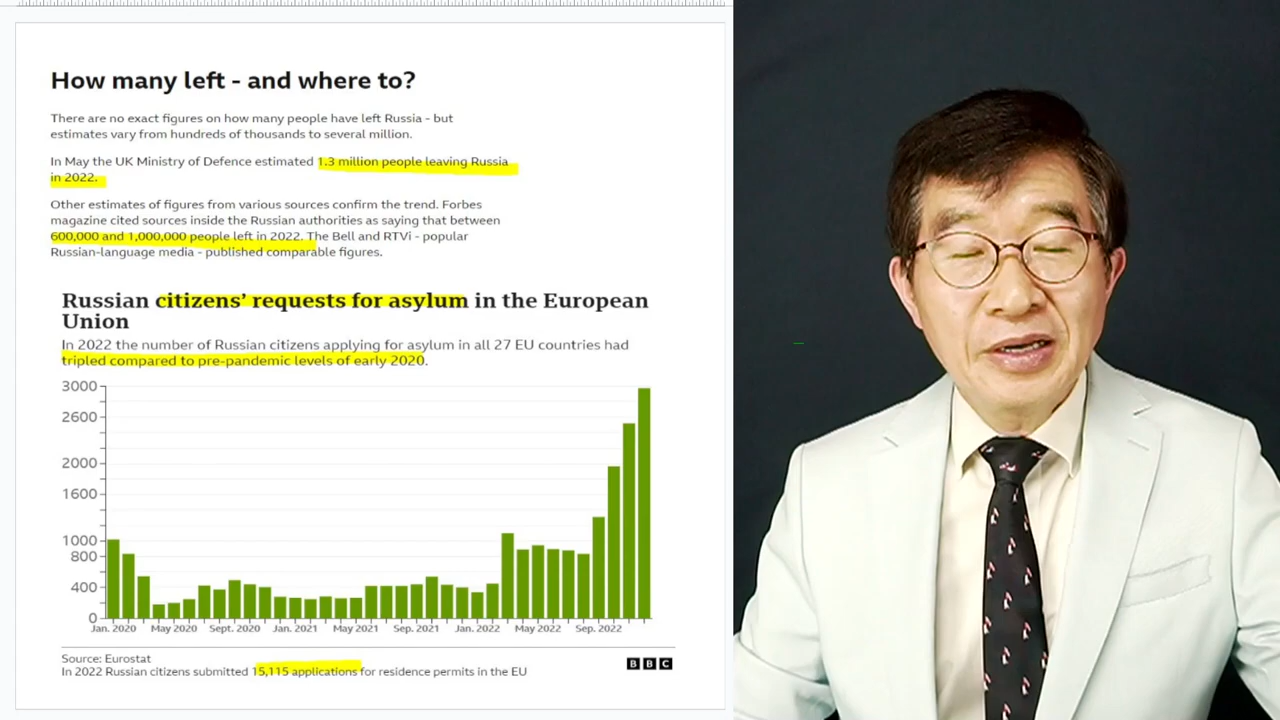 How many left - and where to?
There are no exact figures on how many people have left Russia - but
estimates vary from hundreds of thousands to several million.
In May the UK Ministry of Defence estimated 1.3 million people leaving Russia
in 2022.
Other estimates of figures from various sources confirm the trend. Forbes
magazine cited sources inside the Russian authorities as saying that between
600,000 and 1,000,000 people left in 2022. The Bell and RTVi - popular
Russian-language media - published comparable figures.
Russian citizens’ requests for asylum in the European
Union
In 2022 the number of Russian citizens applying for asylum in all 27 EU countries had
tripled compared to pre-pandemic levels of early 2020.
3000
2600
2000
1600
1000
800
400
0
Jan. 2020 May 2020 Sept. 2020 Jan. 2021 May 2021 Sep. 2021 Jan. 2022 May 2022 Sep. 2022
Source: Eurostat
In 2022 Russian citizens submitted 15,115 applications for residence permits in the EU
BBC